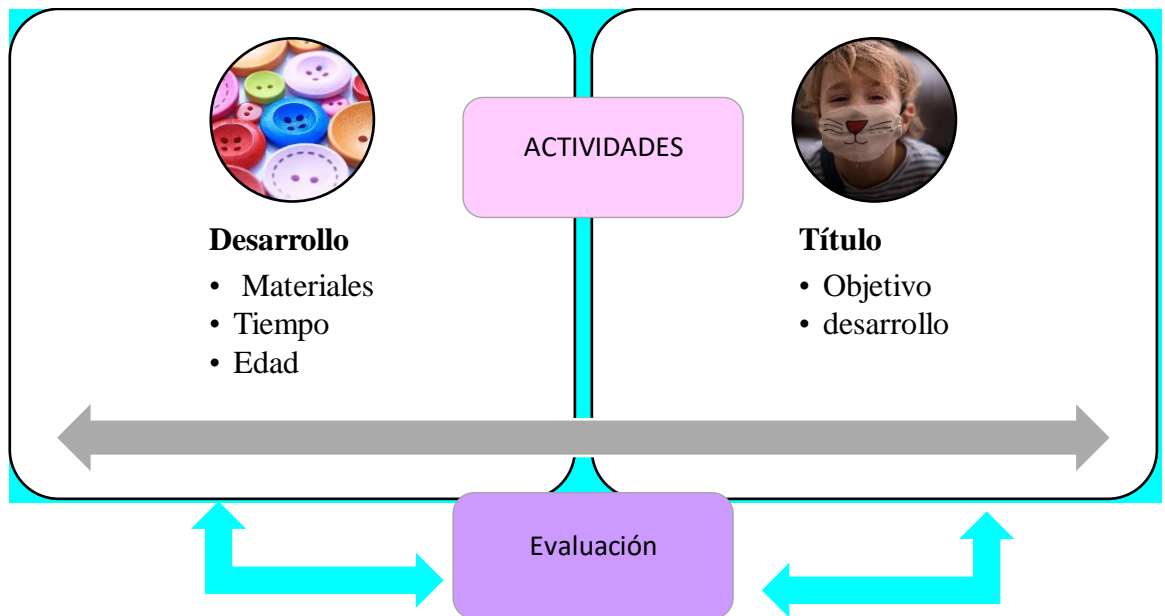 ACTIVIDADES
Desarrollo
• Materiales
• Tiempo
• Edad
Título
• Objetivo
• desarrollo
Evaluación